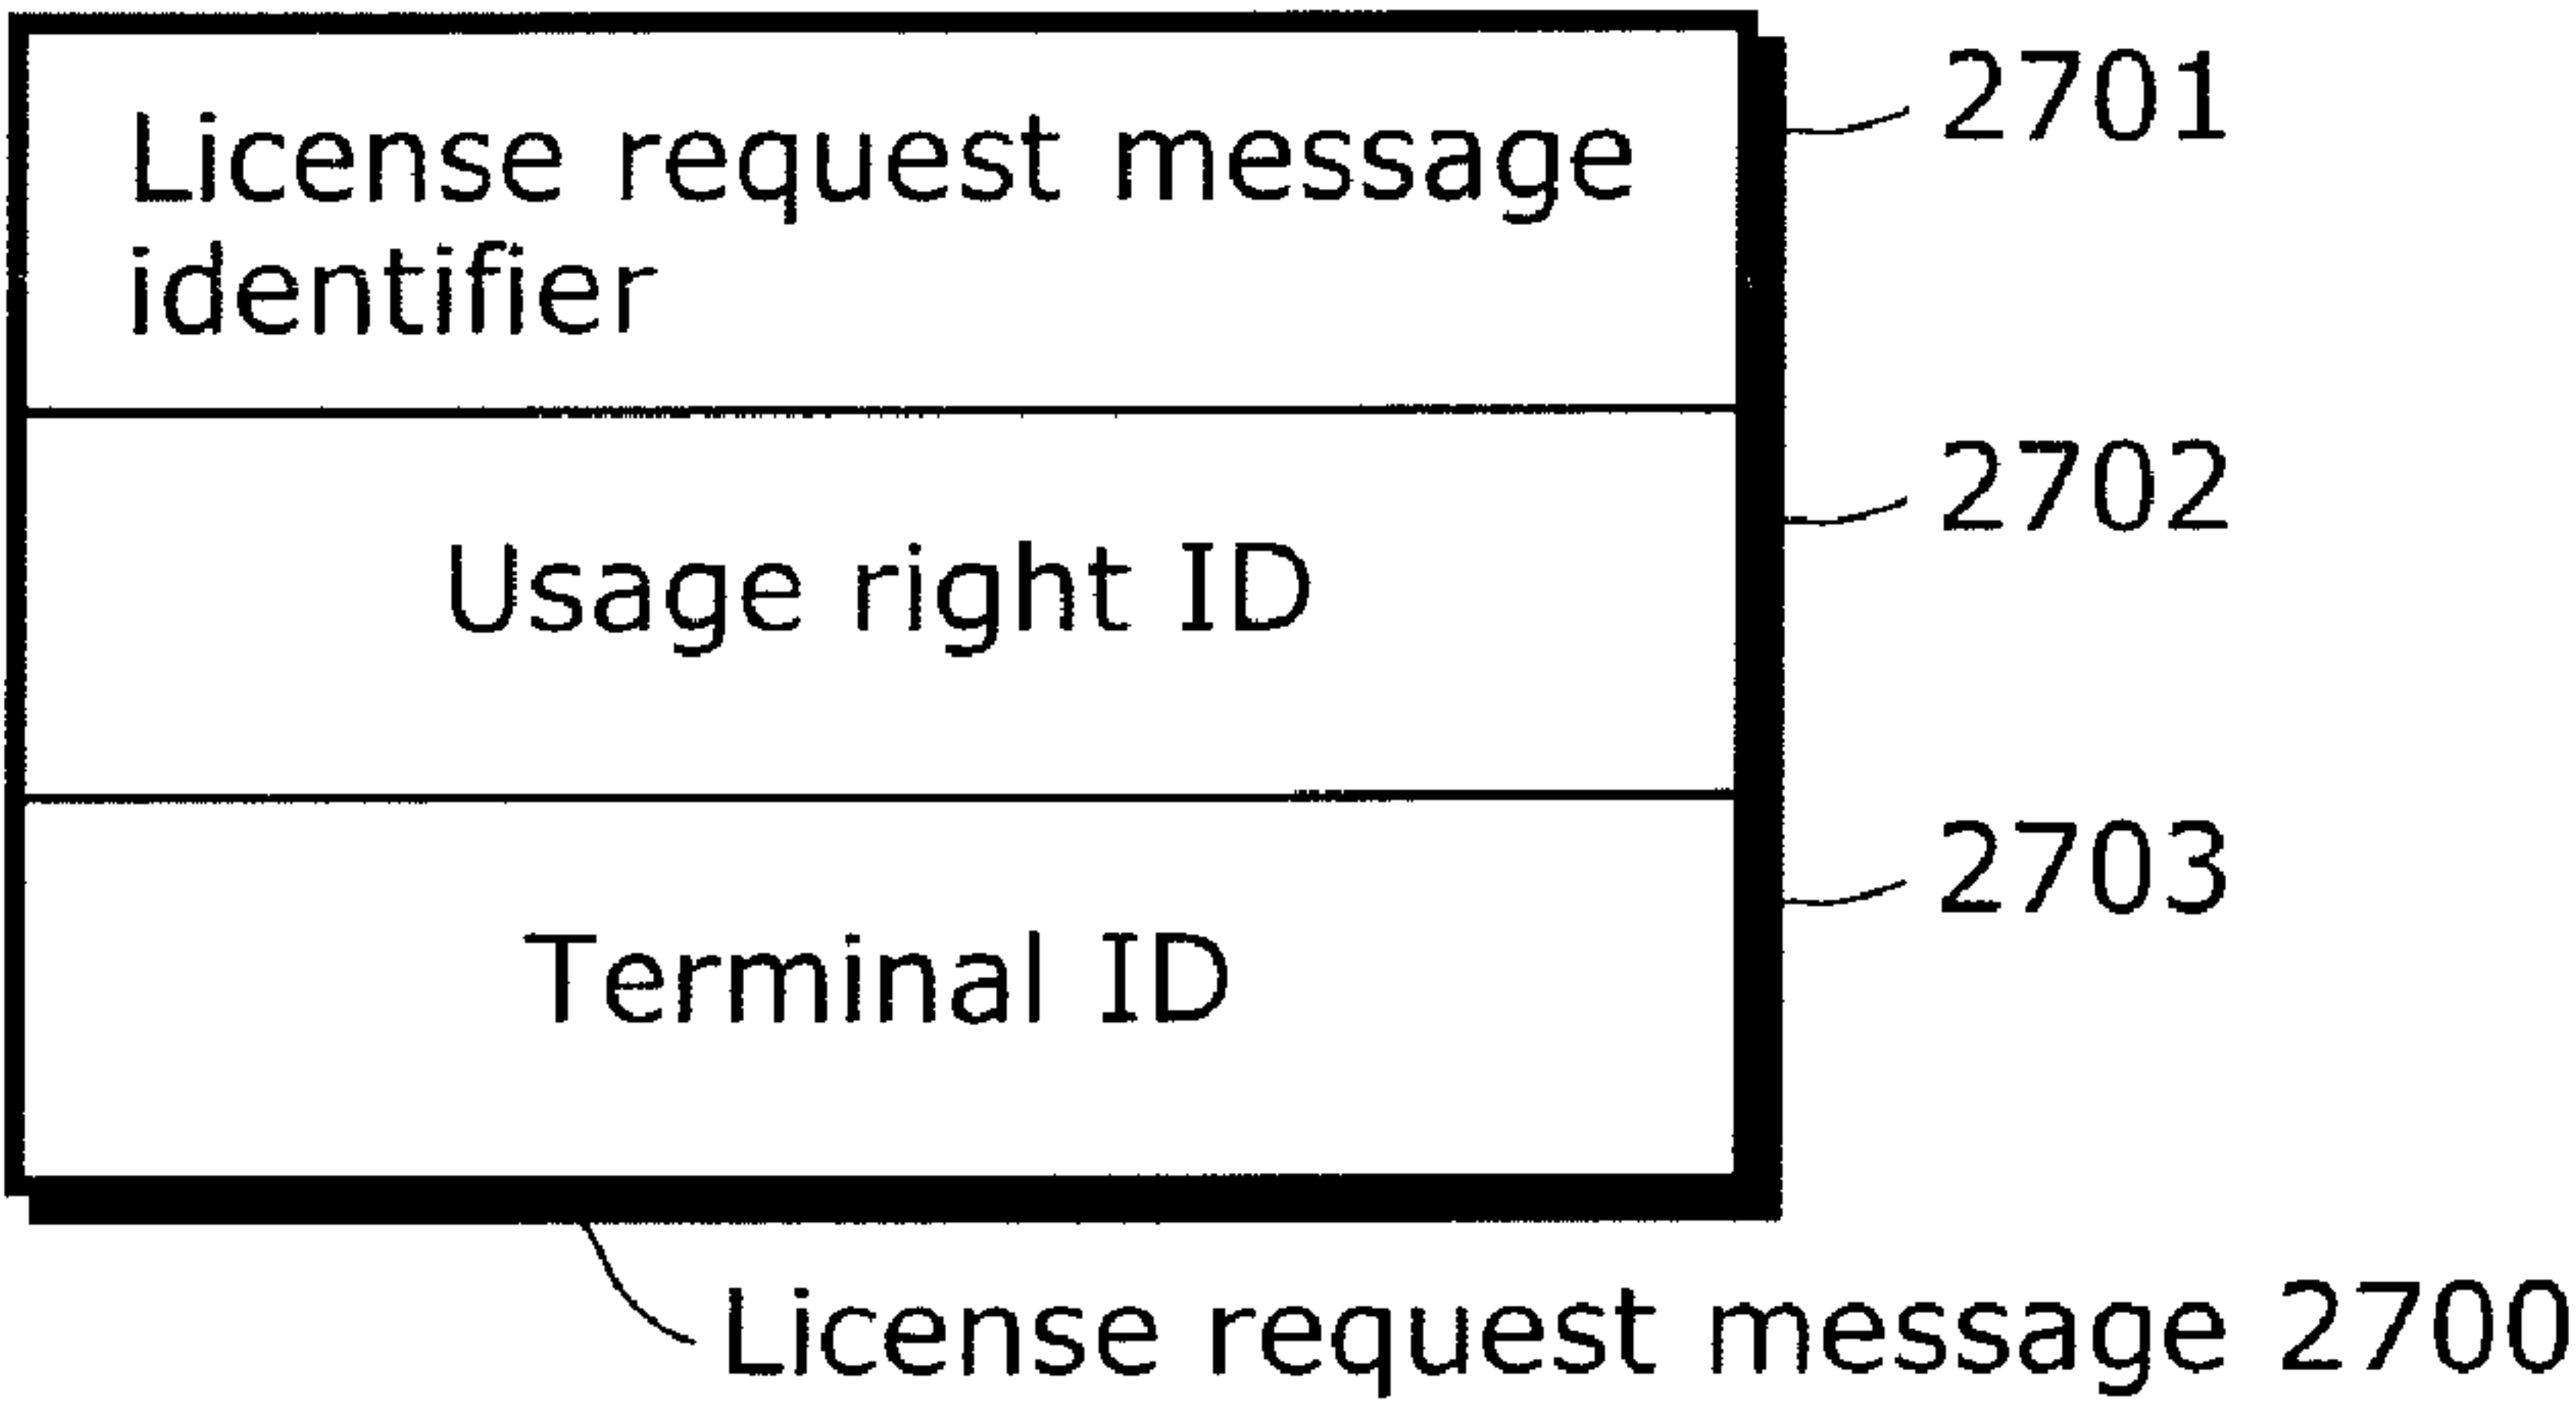 License request message
identifier
2701
Usage right ID
2702
Terminal ID
2703
License request message 2700